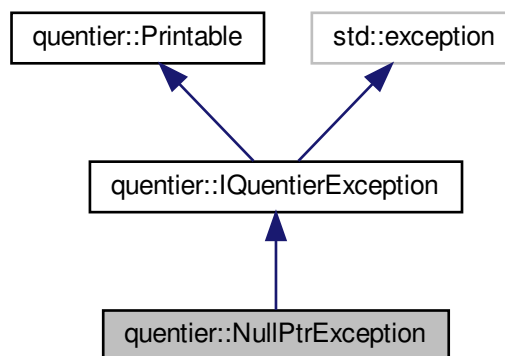 quentier::Printable
std::exception
quentier::IQuentierException
quentier::NullPtrException